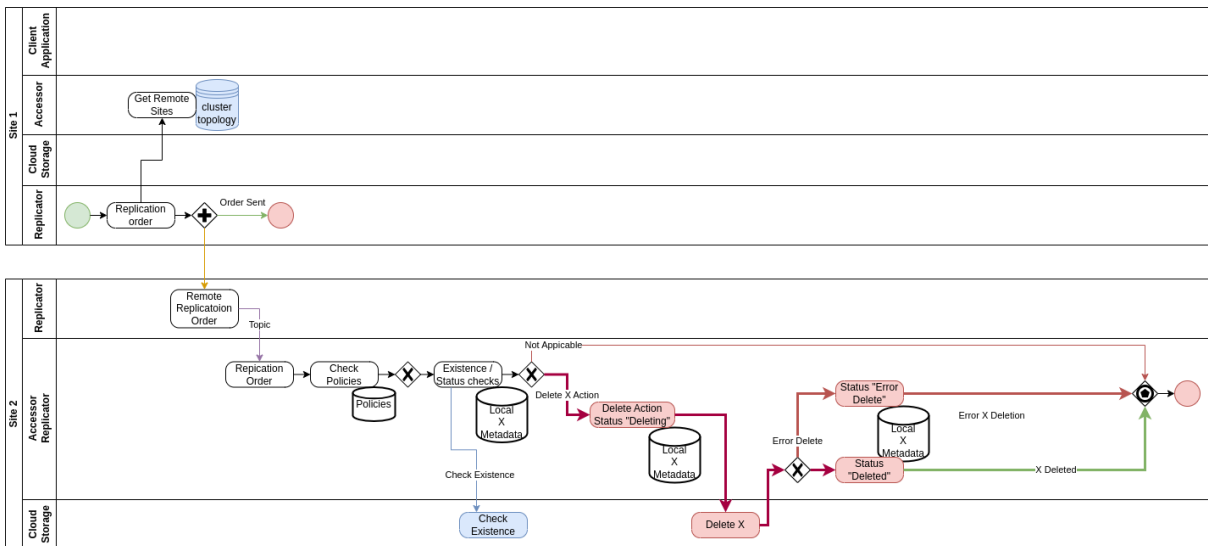 Site 1
Client
Application
Accessor
Get Remote
Sites
cluster
topology
Cloud
Storage
Replicator
Replication
order
Order Sent
Site 2
Replicator
Remote
Replicatoion
Order
Topic
Accessor
Replicator
Not Appicable
Repication
Order
Check
Policies
Policies
Existence /
Status checks
Local
X
Metadata
Delete X Action
Delete Action
Status "Deleting"
Local
X
Metadata
Error Delete
Status "Error
Delete"
Error X Deletion
Local
X
Metadata
Status
"Deleted"
X Deleted
Check Existence
Cloud
Storage
Check
Existence
Delete X